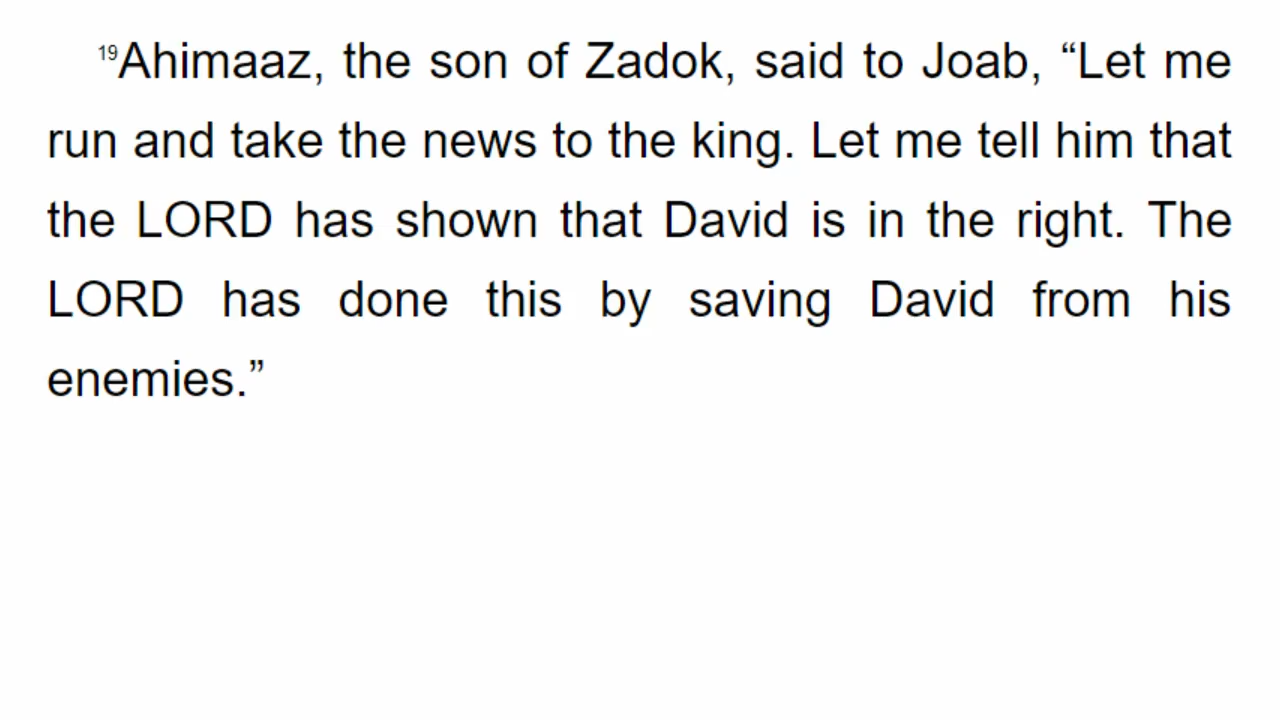 19Ahimaaz, the son of Zadok, said to Joab, “Let me
run and take the news to the king. Let me tell him that
the LORD has shown that David is in the right. The
LORD has done this by saving David from his
enemies.”